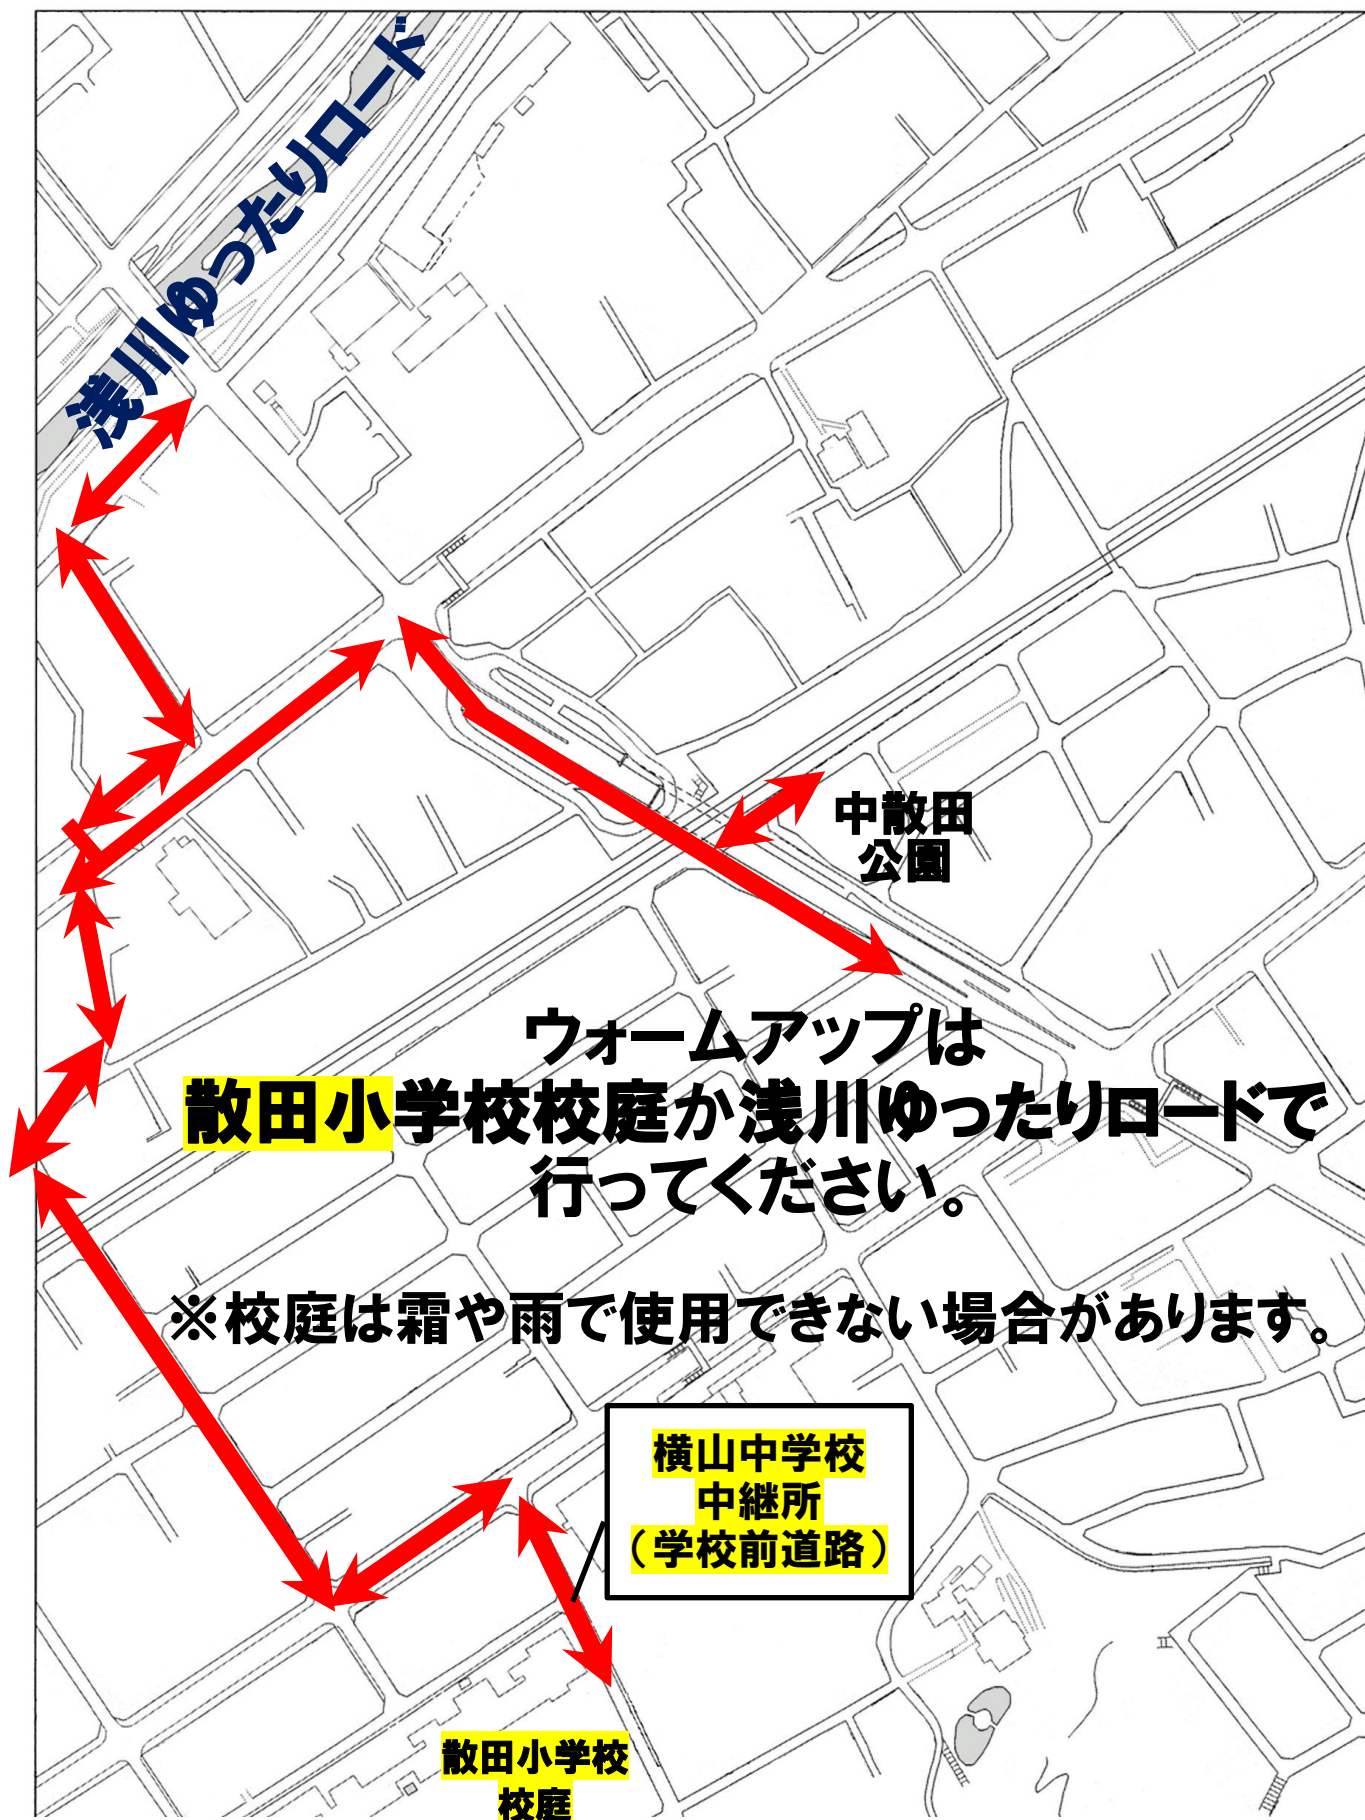 浅川ゆったりロード
中散田
公園
ウォームアップは
散田小学校校庭か浅川ゆったりロードで
行ってください。
※校庭は霜や雨で使用できない場合があります。
横山中学校
中継所
（学校前道路）
散田小学校
校庭